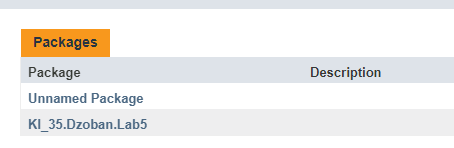 Packages
Package Description
Unnamed Package
KI_35.Dzoban.Lab5